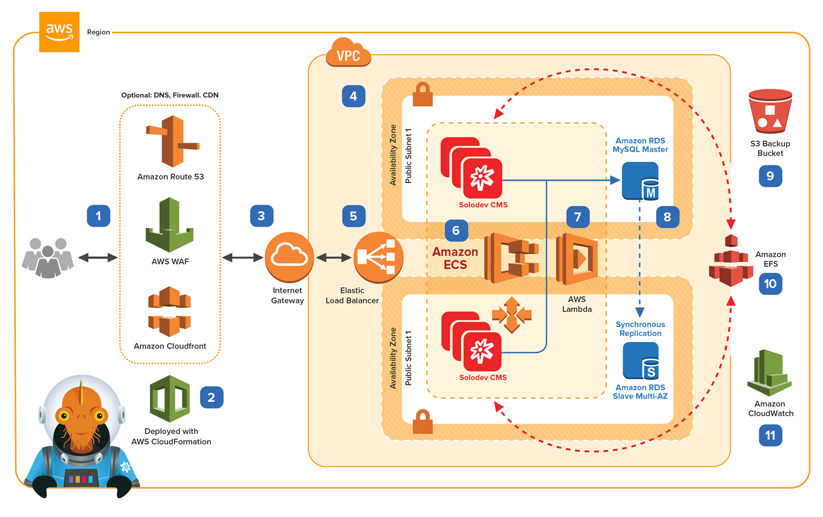 aws
Region
VPC
Optional: DNS, Firewall. CDN
4
Availability Zone
Public Subnet 1
Amazon RDS
MySQL Master
M
S3 Backup
Bucket
9
Amazon Route 53
Solodev CMS
1
3
5
6
7
8
Amazon
ECS
AWS WAF
Internet
Gateway
Elastic
Load Balancer
AWS
Lambda
Amazon
EFS
10
Amazon Cloudfront
Availability Zone
Public Subnet 1
Solodev CMS
Synchronous
Replication
S
Amazon RDS
Slave Multi-AZ
2
Deployed with
AWS CloudFormation
Amazon
CloudWatch
11